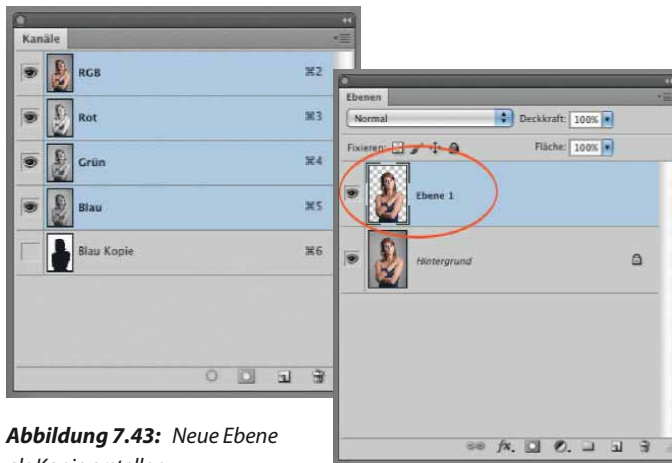 Kanäle
RGB ⌘2
Rot ⌘3
Grün ⌘4
Blau ⌘5
Blau Kopie ⌘6
Ebenen
Normal Deckkraft: 100%
Fixieren: Fläche: 100%
Ebene 1
Hintergrund
fx.
Abbildung 7.43: Neue Ebene